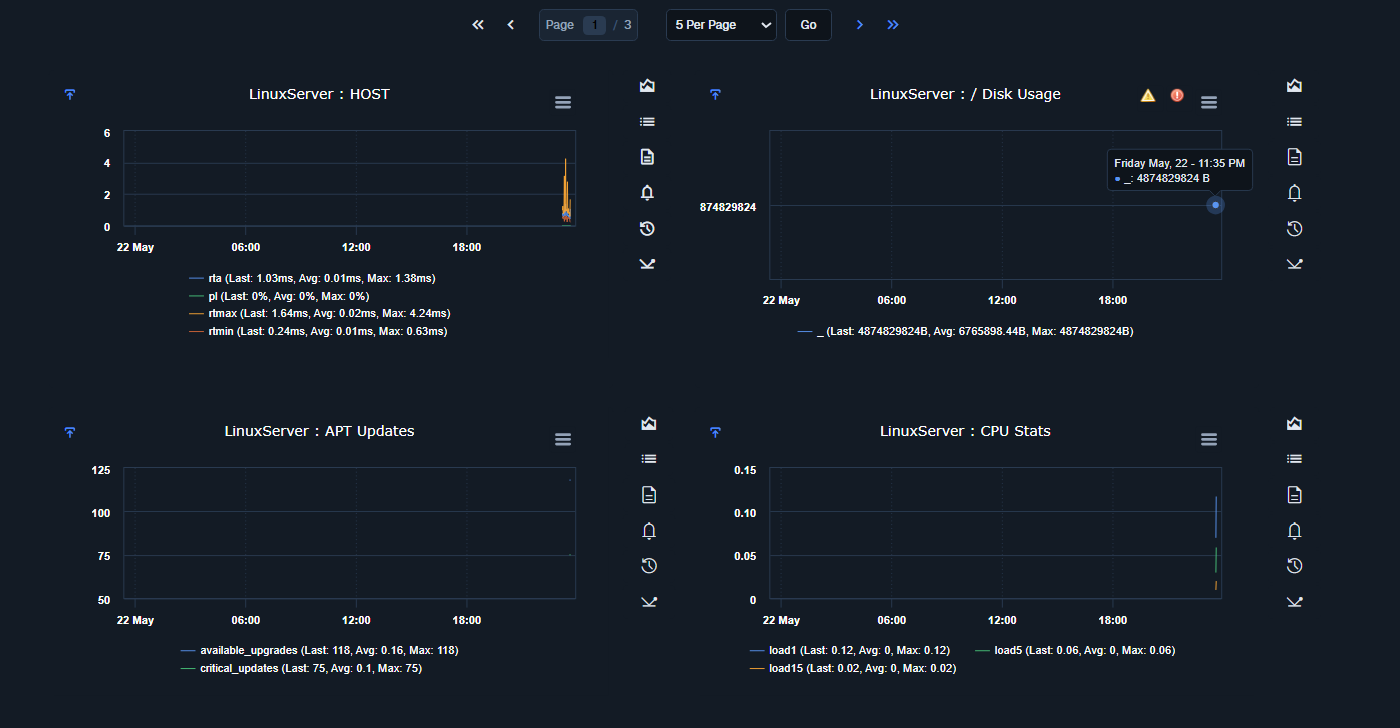 Page 1 / 3 5 Per Page Go
LinuxServer : HOST
6
4
2
0
22 May 06:00 12:00 18:00
rta (Last: 1.03ms, Avg: 0.01ms, Max: 1.38ms)
pl (Last: 0%, Avg: 0%, Max: 0%)
rtmax (Last: 1.64ms, Avg: 0.02ms, Max: 4.24ms)
rtmin (Last: 0.24ms, Avg: 0.01ms, Max: 0.63ms)
LinuxServer : / Disk Usage
Friday May, 22 - 11:35 PM
_: 4874829824 B
874829824
22 May 06:00 12:00 18:00
_ (Last: 4874829824B, Avg: 6765898.44B, Max: 4874829824B)
LinuxServer : APT Updates
125
100
75
50
22 May 06:00 12:00 18:00
available_upgrades (Last: 118, Avg: 0.16, Max: 118)
critical_updates (Last: 75, Avg: 0.1, Max: 75)
LinuxServer : CPU Stats
0.15
0.10
0.05
0
22 May 06:00 12:00 18:00
load1 (Last: 0.12, Avg: 0, Max: 0.12) load5 (Last: 0.06, Avg: 0, Max: 0.06)
load15 (Last: 0.02, Avg: 0, Max: 0.02)